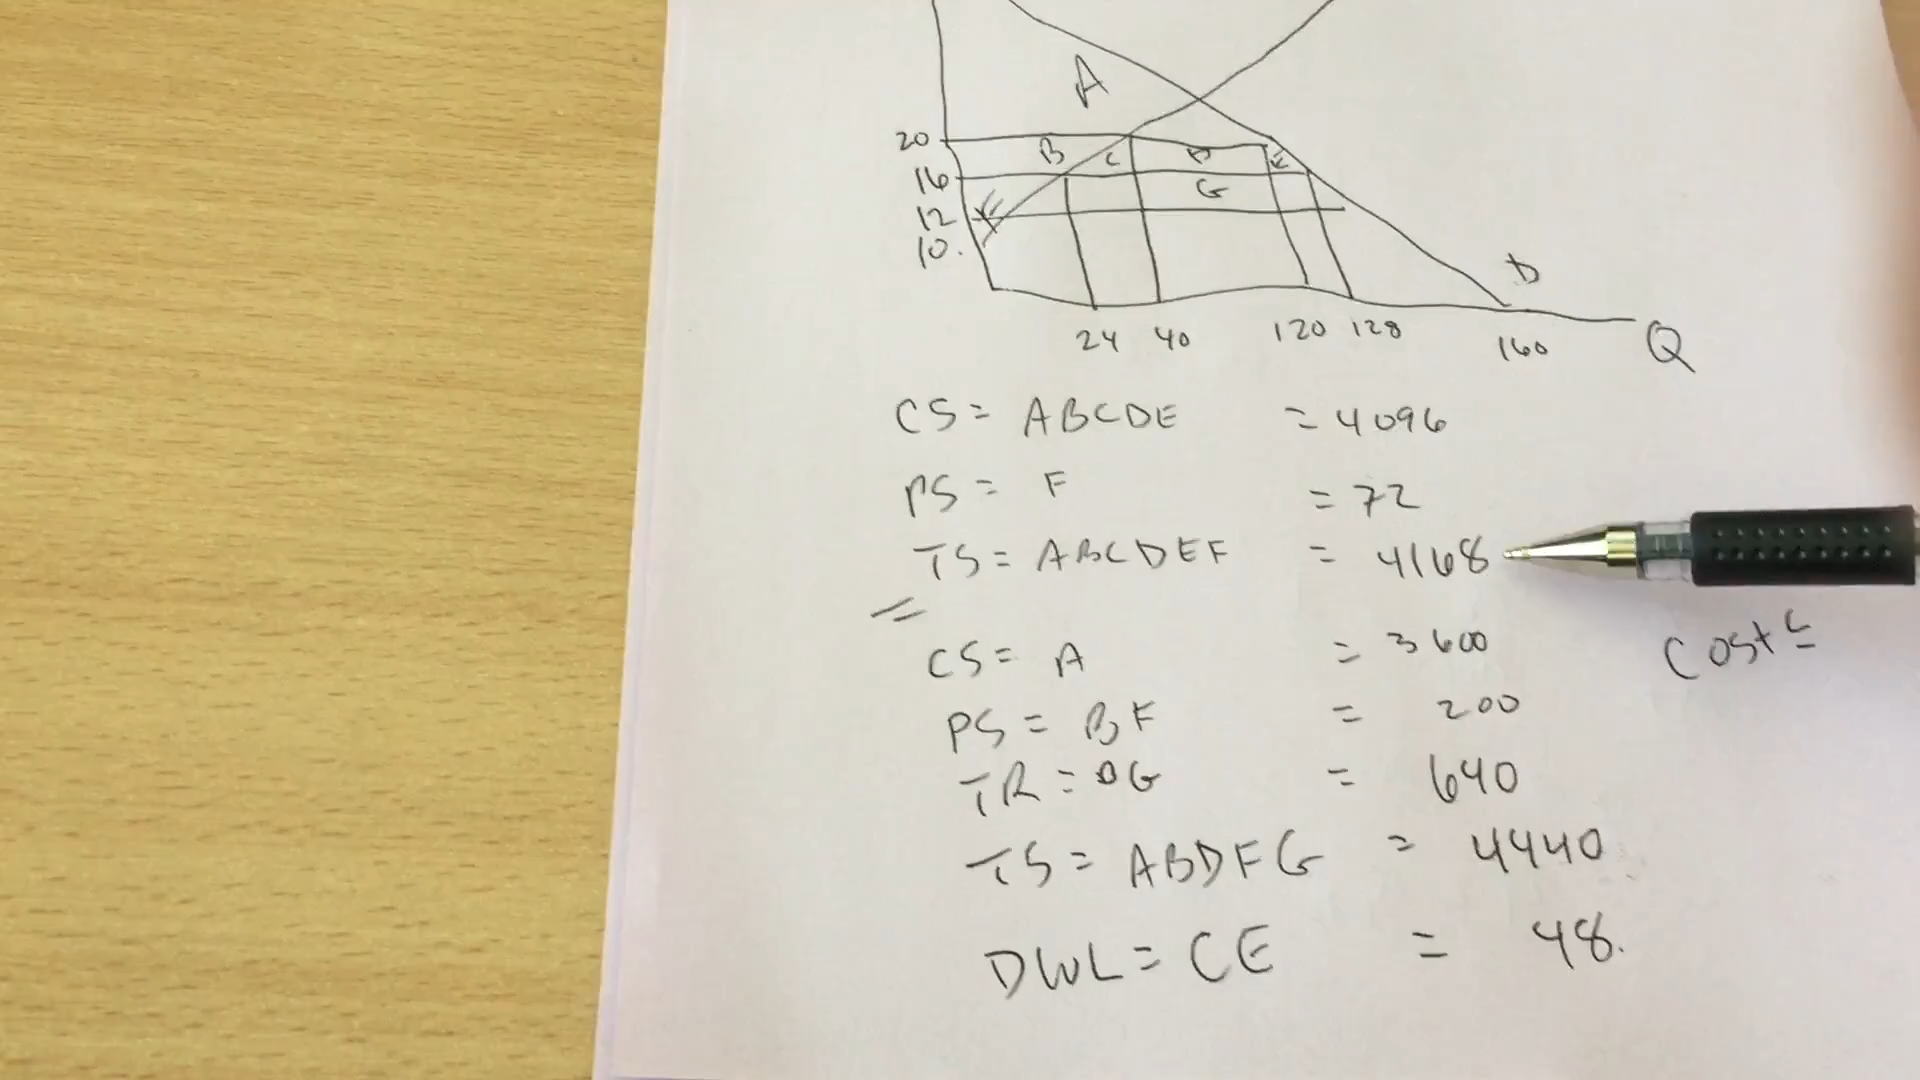 A
20 B C D E
16 G
12 F
10.
D
24 40 120 128 160 Q
CS = ABCDE = 4096
PS = F = 72
TS = ABCDEF = 4168
CS = A = 3600 Costs
PS = BF = 200
TR = DG = 640
TS = ABDFG = 4440
DWL = CE = 48.